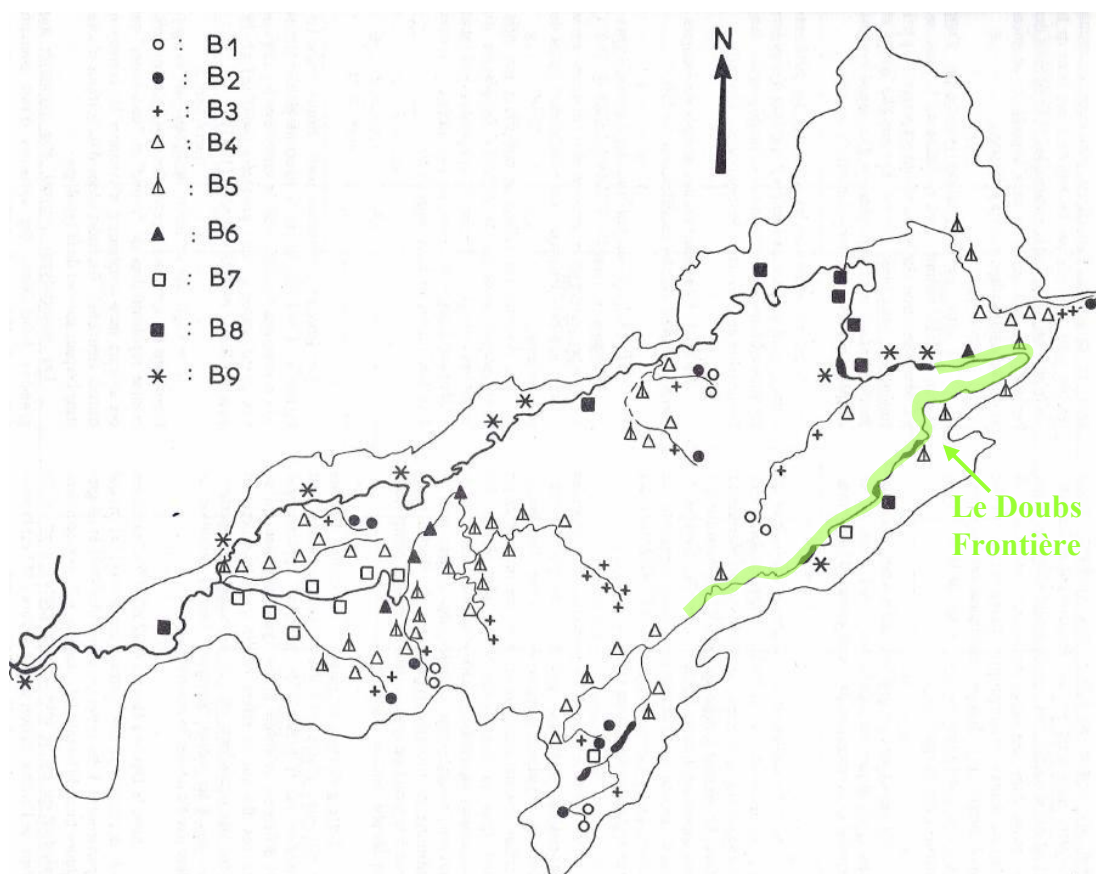 : B1
: B2
: B3
: B4
: B5
: B6
: B7
: B8
: B9
N
Le Doubs
Frontière